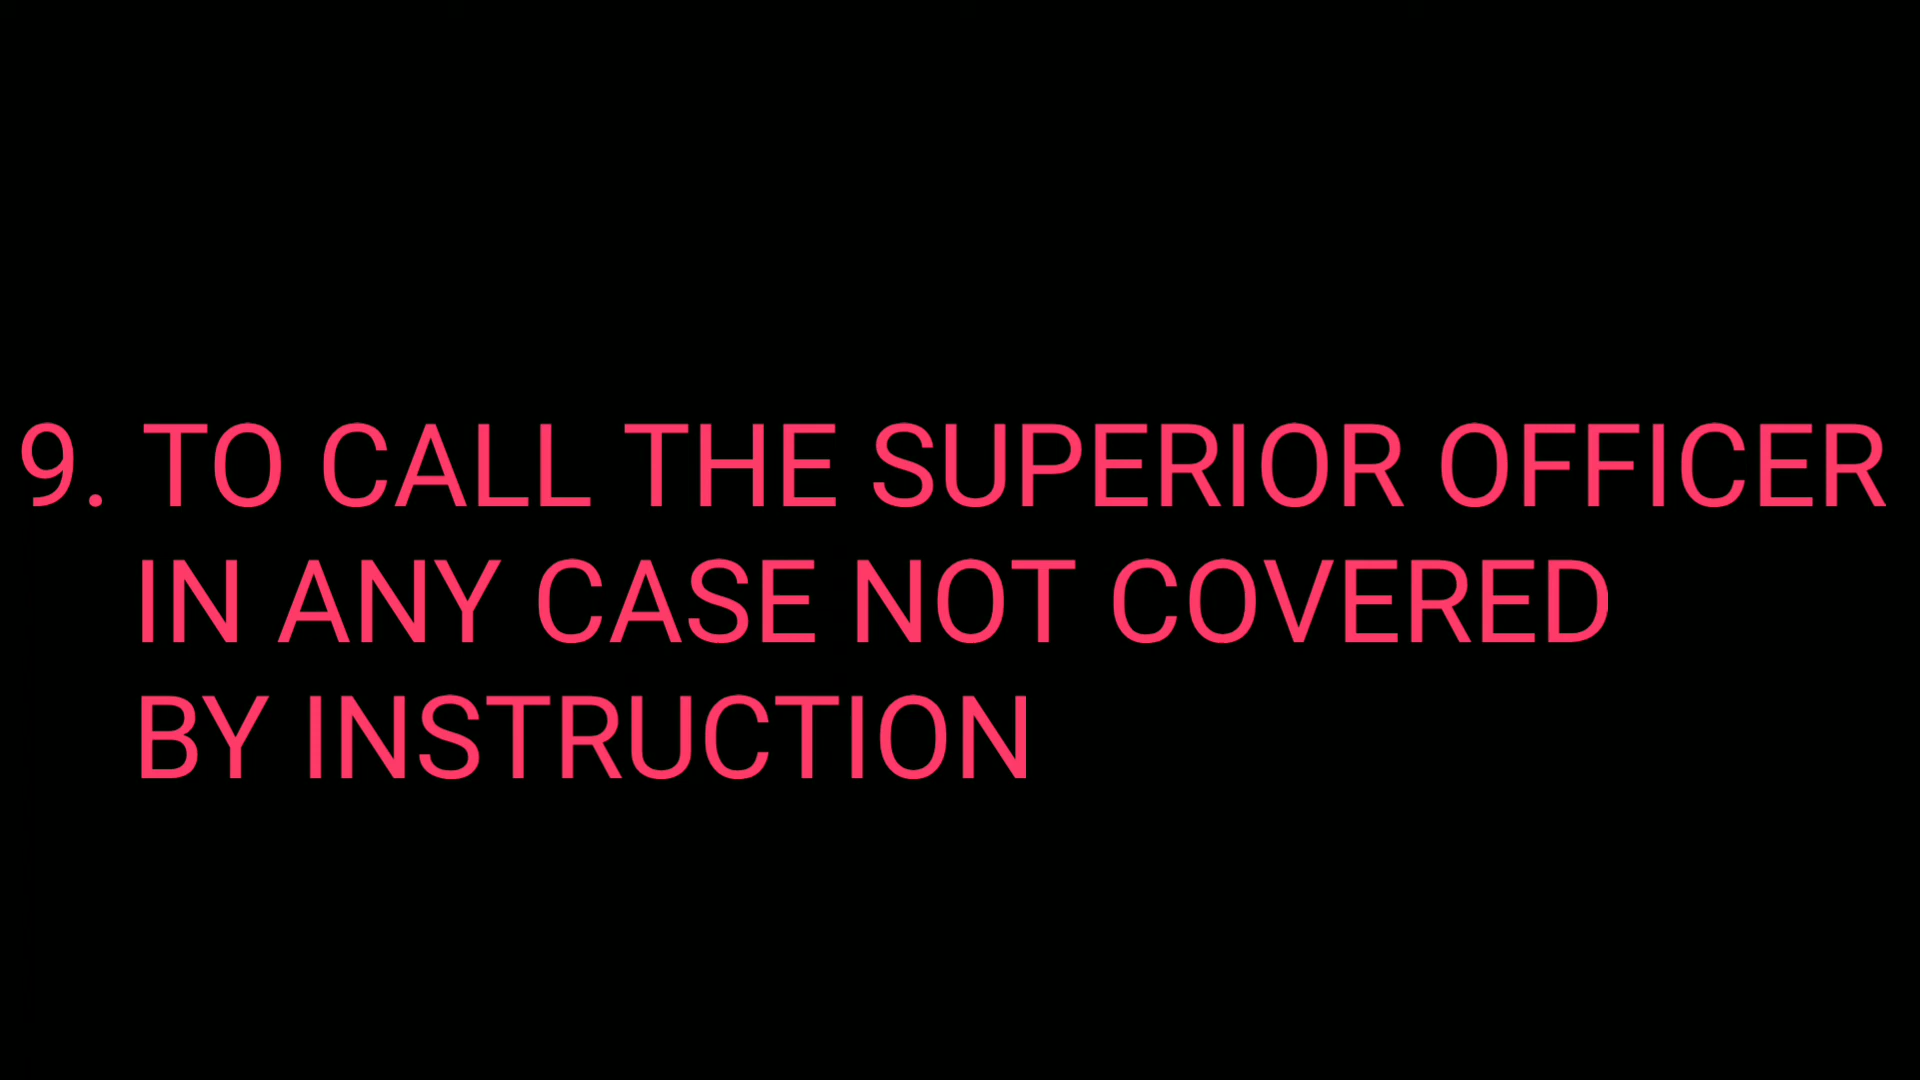 9. TO CALL THE SUPERIOR OFFICER
IN ANY CASE NOT COVERED
BY INSTRUCTION